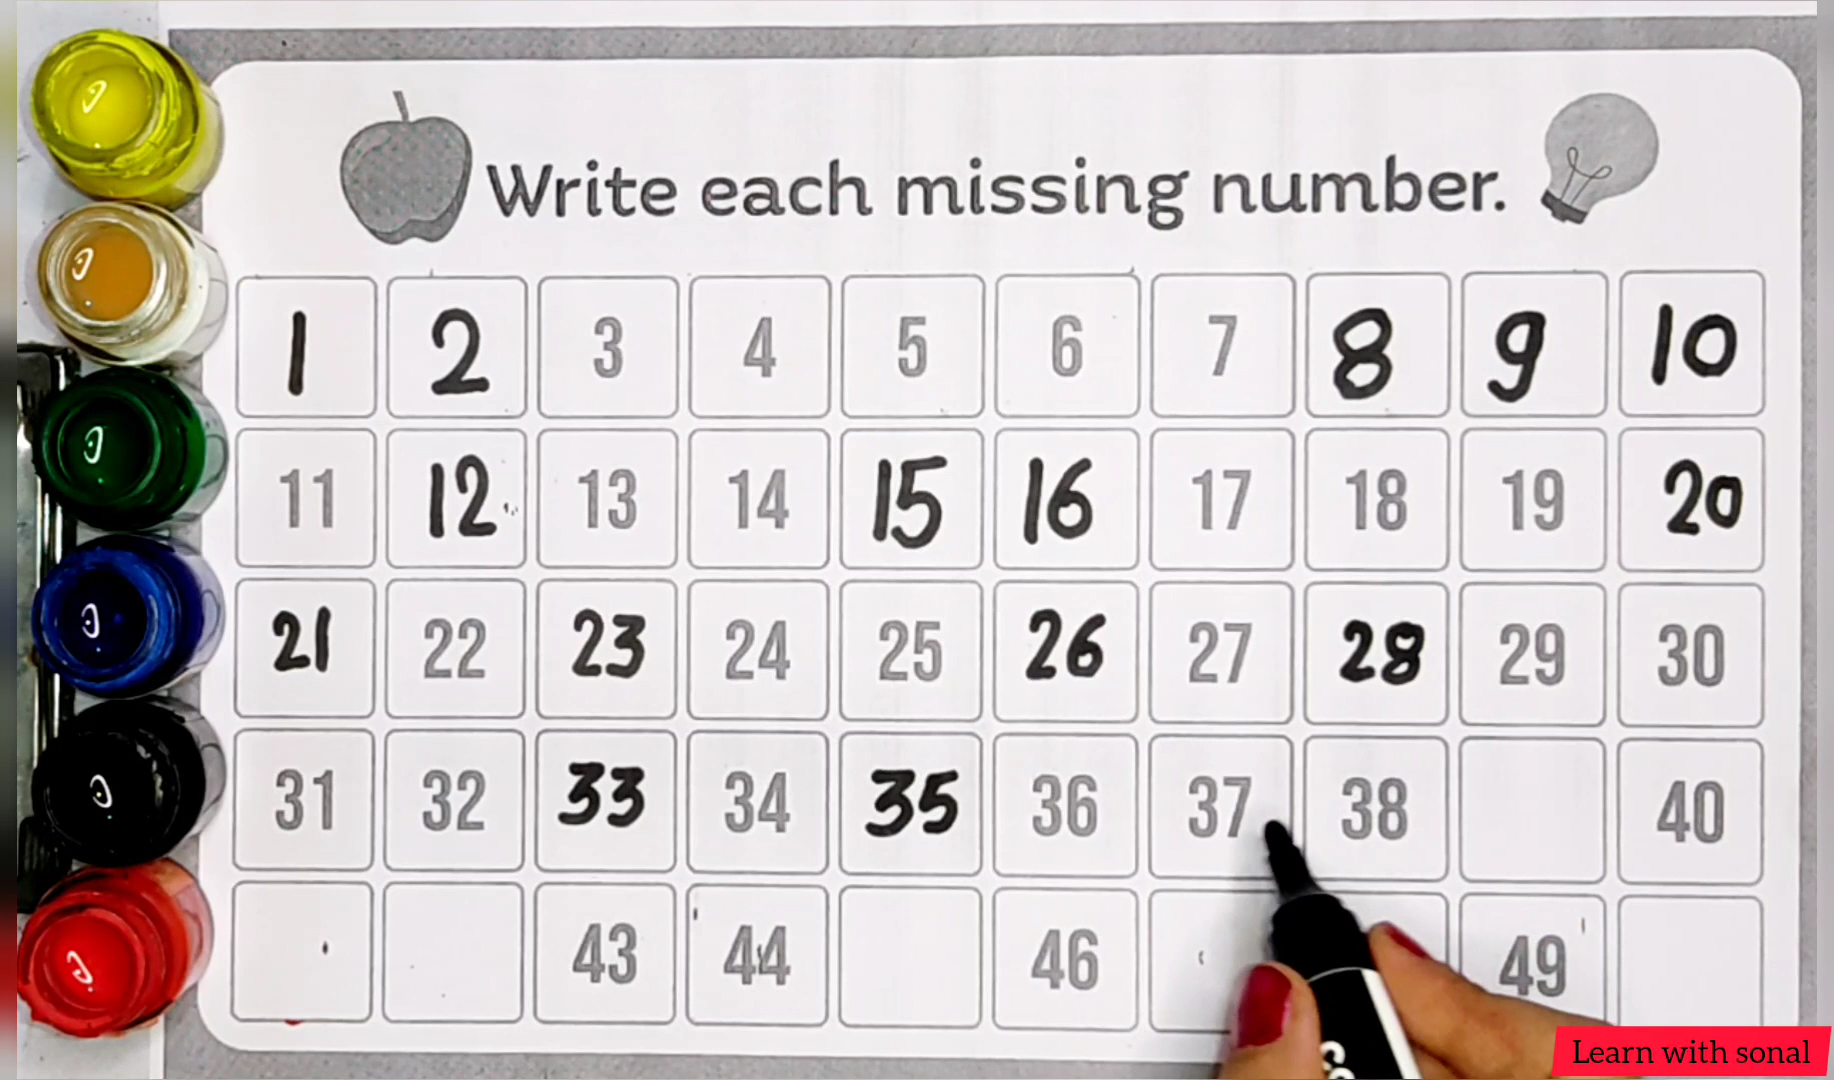 Write each missing number.
1 2 3 4 5 6 7 8 9 10
11 12 13 14 15 16 17 18 19 20
21 22 23 24 25 26 27 28 29 30
31 32 33 34 35 36 37 38 40
43 44 46 49
Learn with sonal